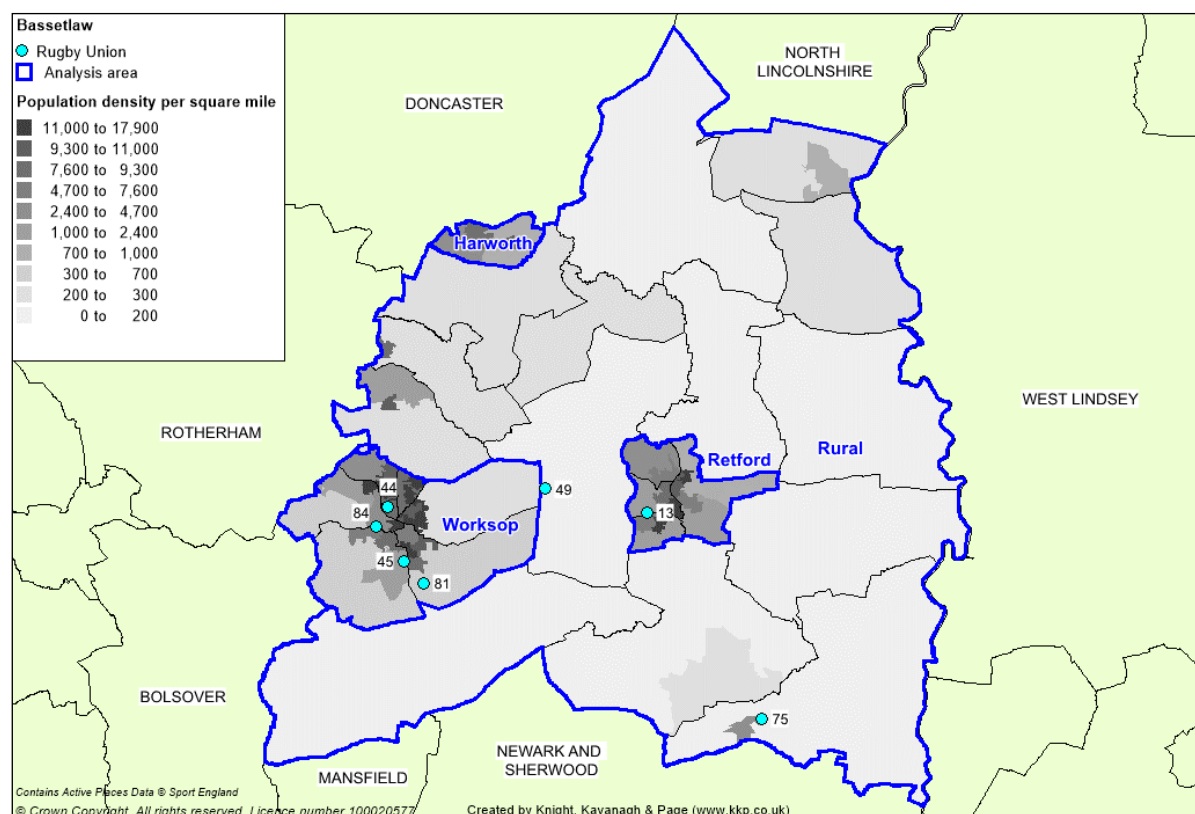 Bassetlaw
Rugby Union
Analysis area
Population density per square mile
11,000 to 17,900
9,300 to 11,000
7,600 to 9,300
4,700 to 7,600
2,400 to 4,700
1,000 to 2,400
700 to 1,000
300 to 700
200 to 300
0 to 200
NORTH
LINCOLNSHIRE
DONCASTER
Harworth
WEST LINDSEY
ROTHERHAM
Retford
Rural
44
49
84
Worksop
13
45
81
BOLSOVER
75
NEWARK AND
SHERWOOD
MANSFIELD
Contains Active Places Data © Sport England
© Crown Copyright. All rights reserved. Licence number 100020577
Created by Knight, Kavanagh & Page (www.kkp.co.uk)